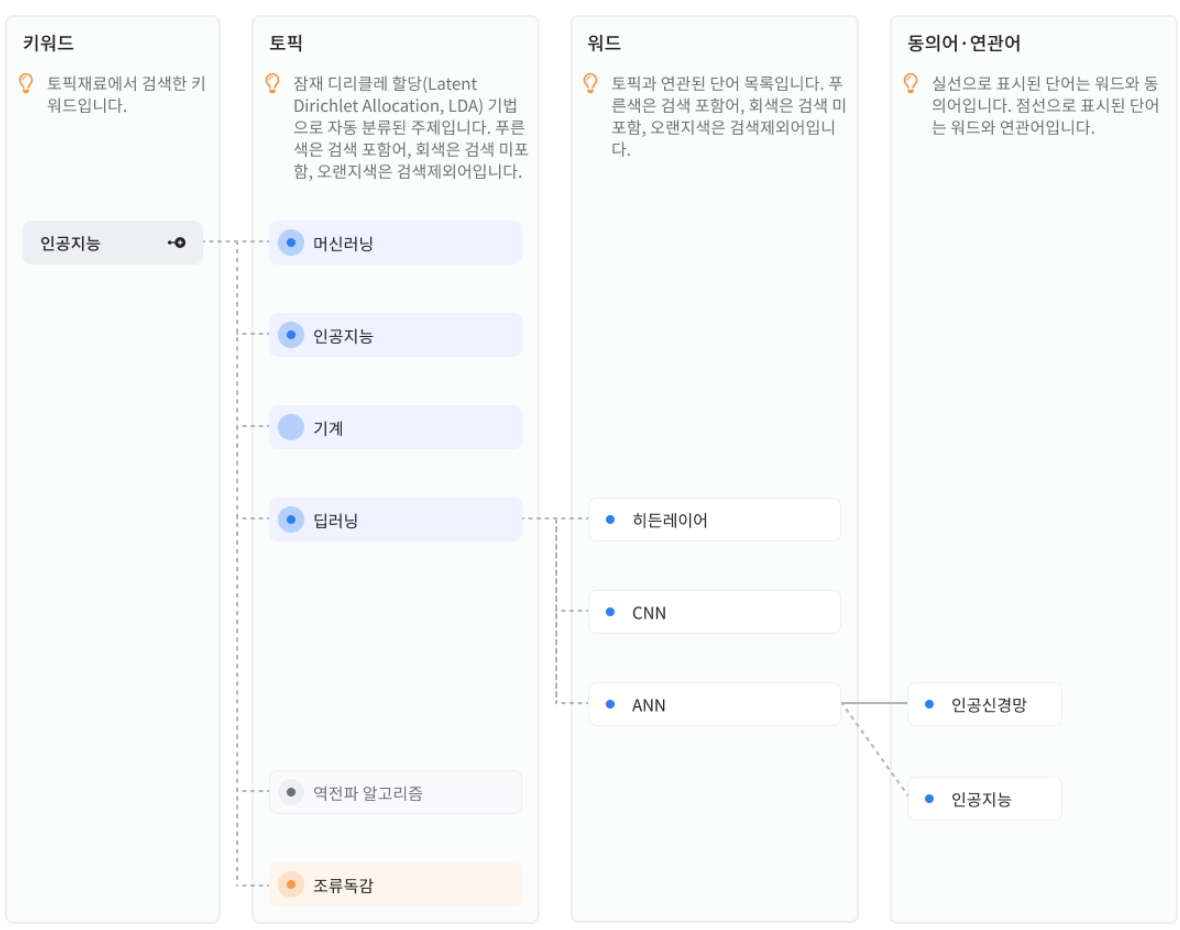 키워드
토픽재료에서 검색한 키
워드입니다.
인공지능
토픽
잠재 디리클레 할당(Latent
Dirichlet Allocation, LDA) 기법
으로 자동 분류된 주제입니다. 푸른
색은 검색 포함어, 회색은 검색 미포
함, 오랜지색은 검색제외어입니다.
머신러닝
인공지능
기계
딥러닝
역전파 알고리즘
조류독감
워드
토픽과 연관된 단어 목록입니다. 푸
른색은 검색 포함어, 회색은 검색 미
포함, 오랜지색은 검색제외어입니
다.
히든레이어
CNN
ANN
동의어·연관어
실선으로 표시된 단어는 워드와 동
의어입니다. 점선으로 표시된 단어
는 워드와 연관어입니다.
인공신경망
인공지능